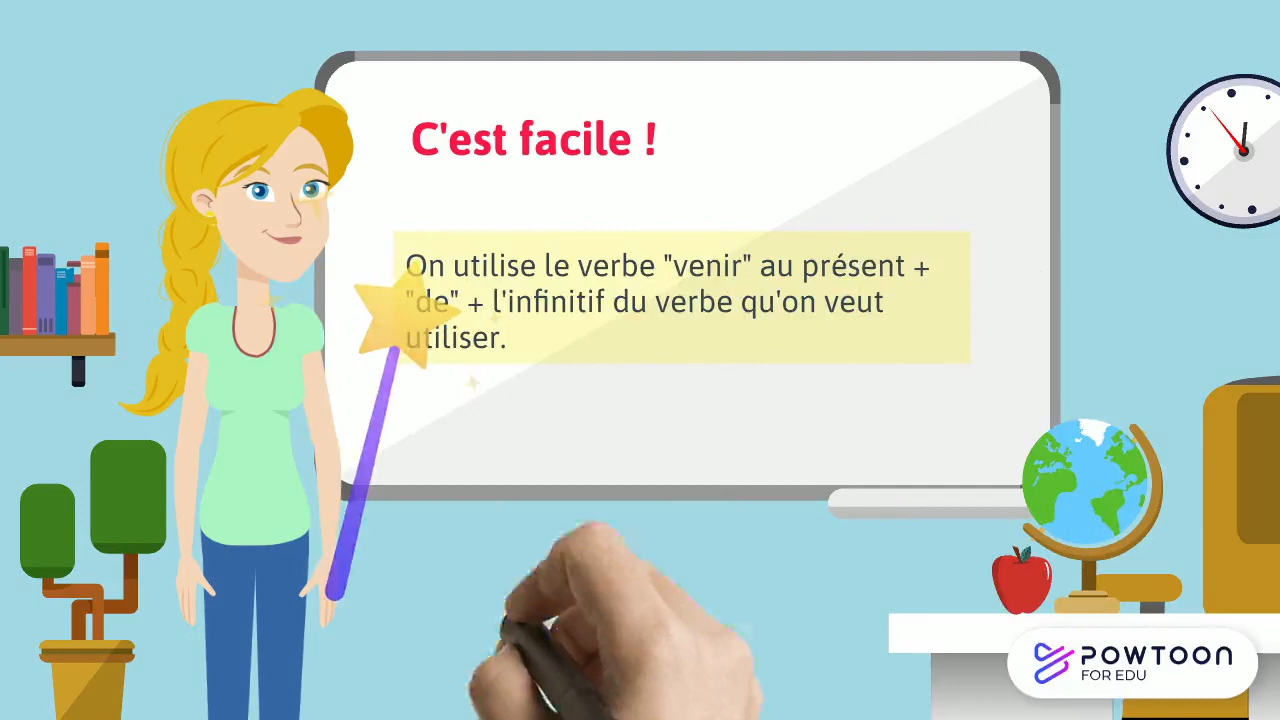 C'est facile !
On utilise le verbe "venir" au présent +
"de" + l'infinitif du verbe qu'on veut
utiliser.
POWTOON
FOR EDU